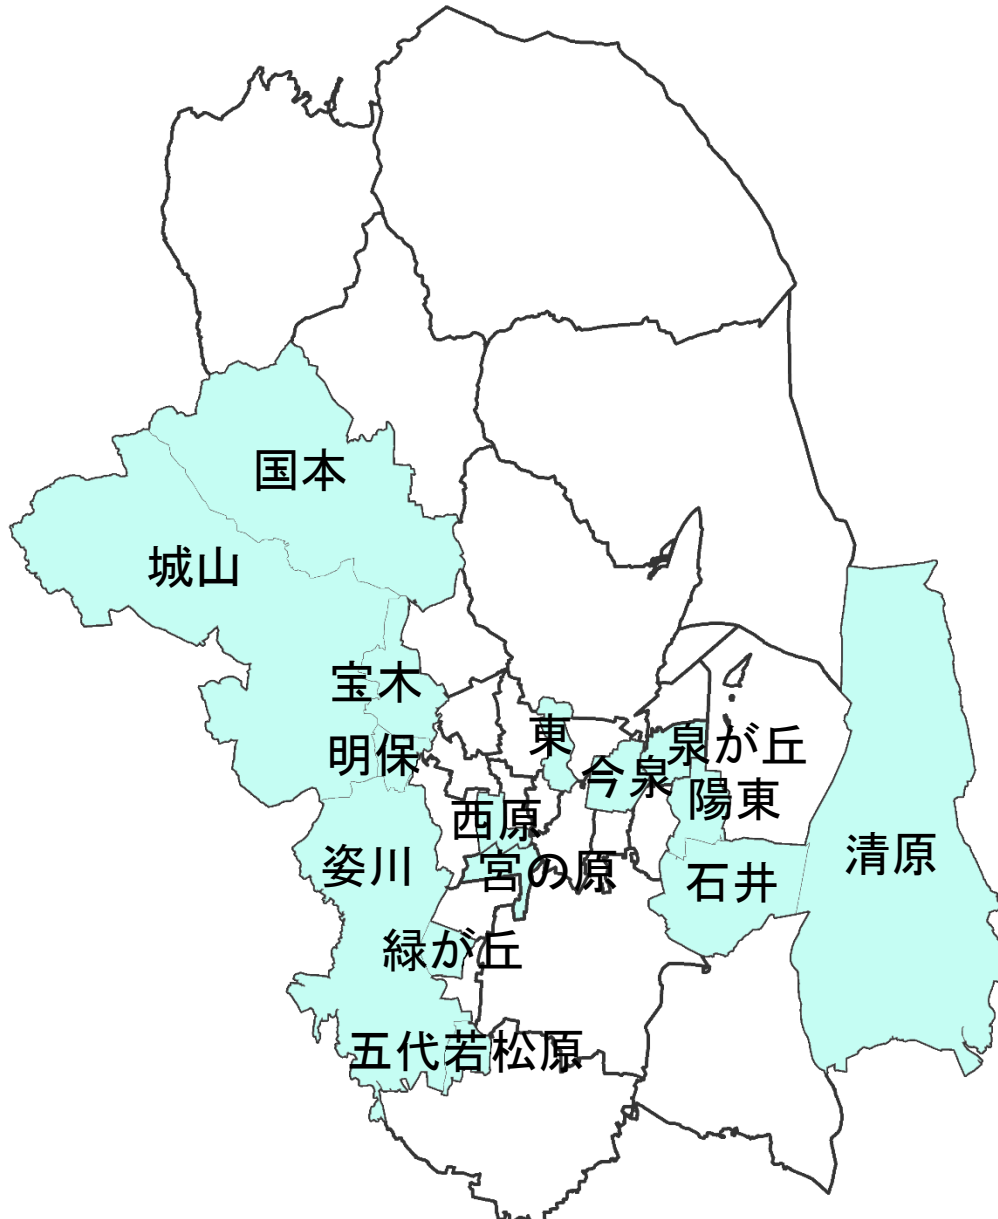 国本
城山
宝木
東
泉が丘
明保
今泉
陽東
西原
姿川
宮の原
石井
清原
緑が丘
五代若松原